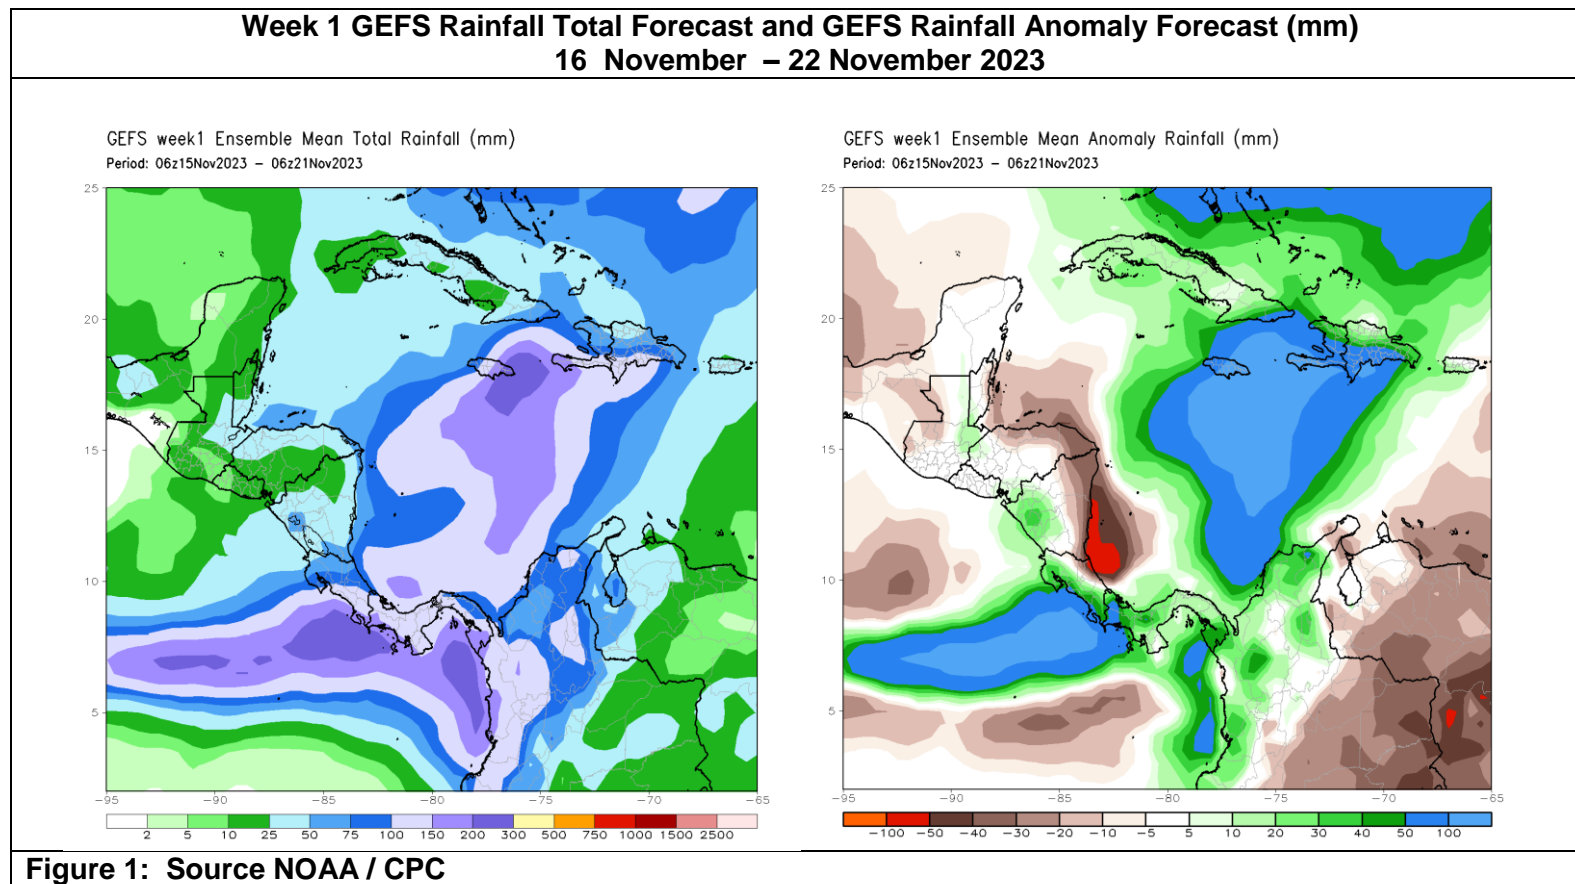 Week 1 GEFS Rainfall Total Forecast and GEFS Rainfall Anomaly Forecast (mm)
16 November – 22 November 2023
GEFS week1 Ensemble Mean Total Rainfall (mm)
Period: 06z15Nov2023 – 06z21Nov2023
25
20
15
10
5
−95 −90 −85 −80 −75 −70 −65
2 5 10 25 50 75 100 150 200 300 500 750 1000 1500 2500
GEFS week1 Ensemble Mean Anomaly Rainfall (mm)
Period: 06z15Nov2023 – 06z21Nov2023
25
20
15
10
5
−95 −90 −85 −80 −75 −70 −65
−100 −50 −40 −30 −20 −10 −5 5 10 20 30 40 50 100
Figure 1: Source NOAA / CPC